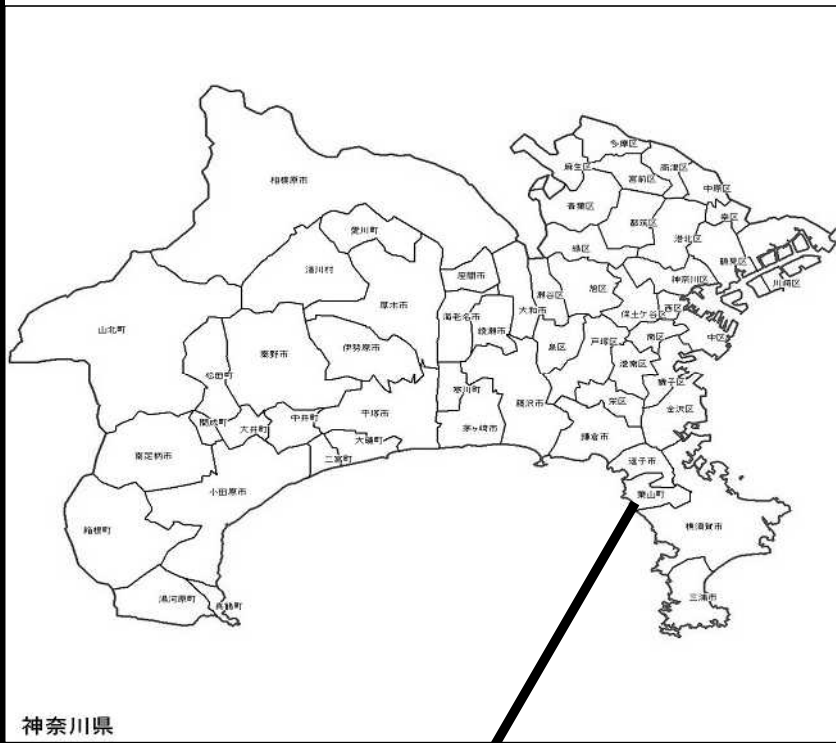 多摩区
麻生区
高津区
宮前区
中原区
相模原市
青葉区
幸区
都筑区
港北区
愛川町
緑区
鶴見区
清川村
座間市
神奈川区
川崎区
瀬谷区
旭区
厚木市
大和市
西区
海老名市
保土ケ谷区
山北町
綾瀬市
南区
中区
伊勢原市
泉区
戸塚区
秦野市
港南区
松田町
磯子区
寒川町
栄区
藤沢市
金沢区
平塚市
中井町
開成町
大井町
茅ヶ崎市
鎌倉市
大磯町
南足柄市
二宮町
逗子市
小田原市
葉山町
箱根町
横須賀市
湯河原町
三浦市
真鶴町
神奈川県